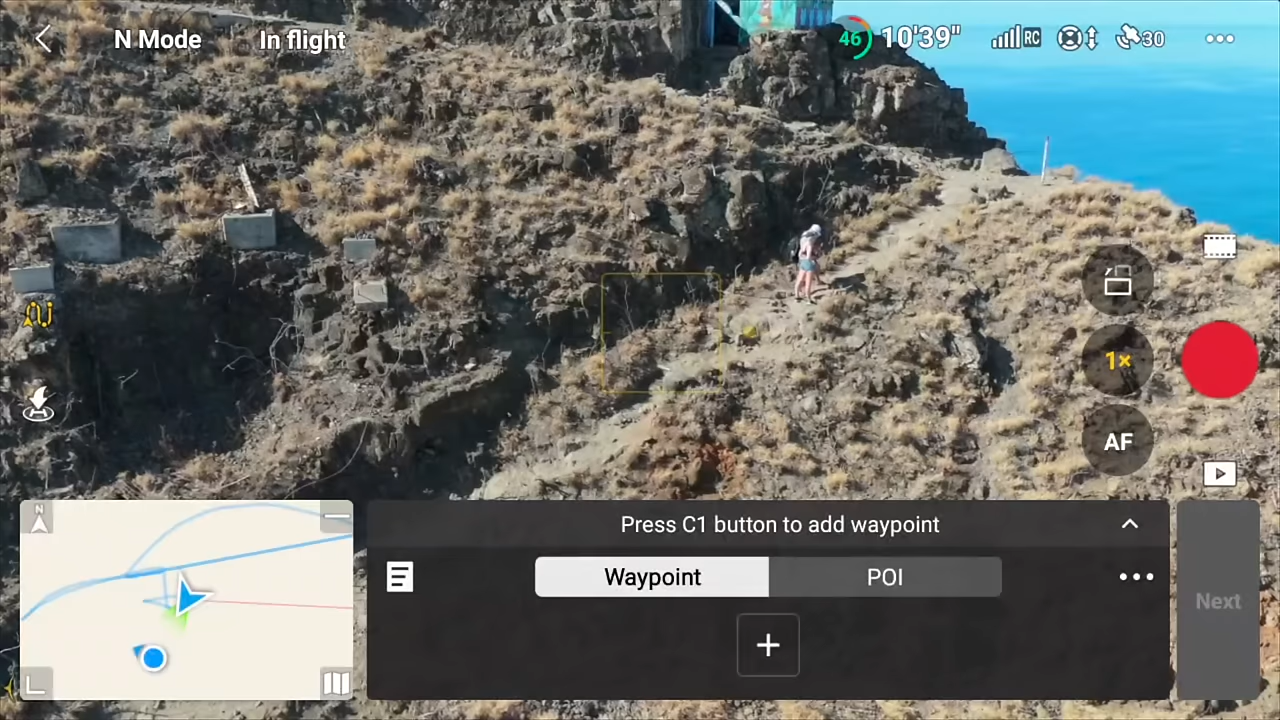 N Mode
In flight
46
10'39"
RC
30
1×
AF
N
Press C1 button to add waypoint
Waypoint
POI
Next